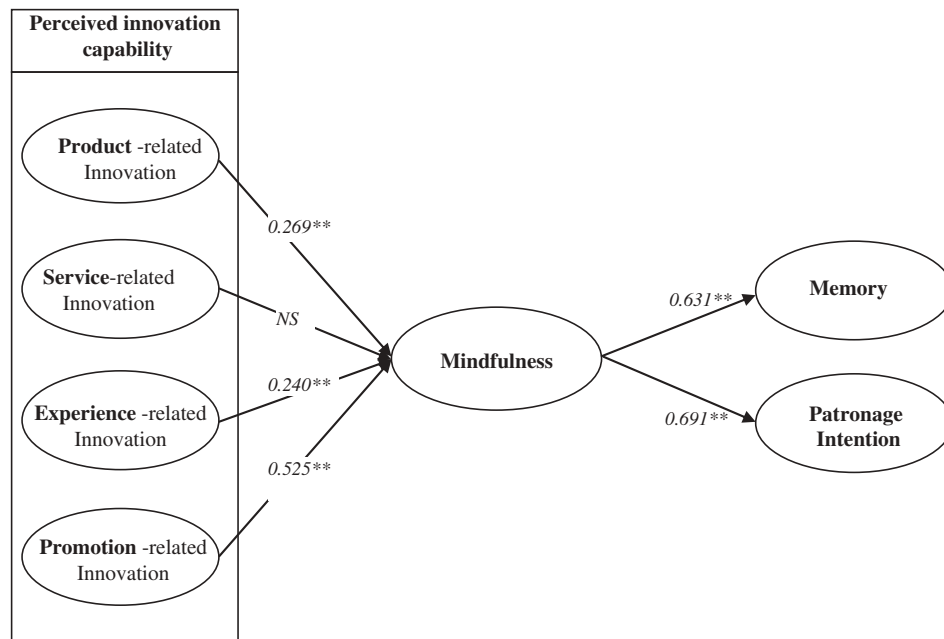 Perceived innovation
capability
Product -related
Innovation
0.269**
Service-related
Innovation
NS
Experience -related
Innovation
0.240**
Promotion -related
Innovation
0.525**
Mindfulness
0.631**
Memory
0.691**
Patronage
Intention